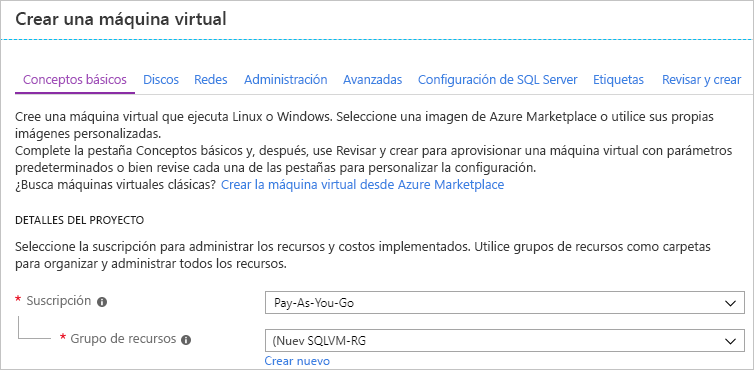 Crear una máquina virtual
Conceptos básicos Discos Redes Administración Avanzadas Configuración de SQL Server Etiquetas Revisar y crear
Cree una máquina virtual que ejecuta Linux o Windows. Seleccione una imagen de Azure Marketplace o utilice sus propias
imágenes personalizadas.
Complete la pestaña Conceptos básicos y, después, use Revisar y crear para aprovisionar una máquina virtual con parámetros
predeterminados o bien revise cada una de las pestañas para personalizar la configuración.
¿Busca máquinas virtuales clásicas? Crear la máquina virtual desde Azure Marketplace
DETALLES DEL PROYECTO
Seleccione la suscripción para administrar los recursos y costos implementados. Utilice grupos de recursos como carpetas
para organizar y administrar todos los recursos.
* Suscripción Pay-As-You-Go
* Grupo de recursos (Nuev SQLVM-RG
Crear nuevo